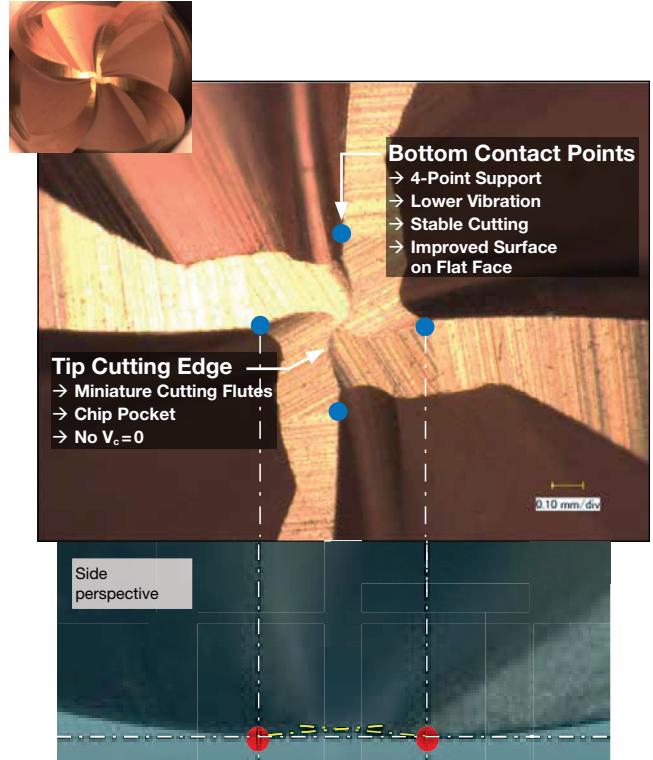 Bottom Contact Points
→ 4-Point Support
→ Lower Vibration
→ Stable Cutting
→ Improved Surface
on Flat Face
Tip Cutting Edge
→ Miniature Cutting Flutes
→ Chip Pocket
→ No Vc=0
0.10 mm/div
Side
perspective